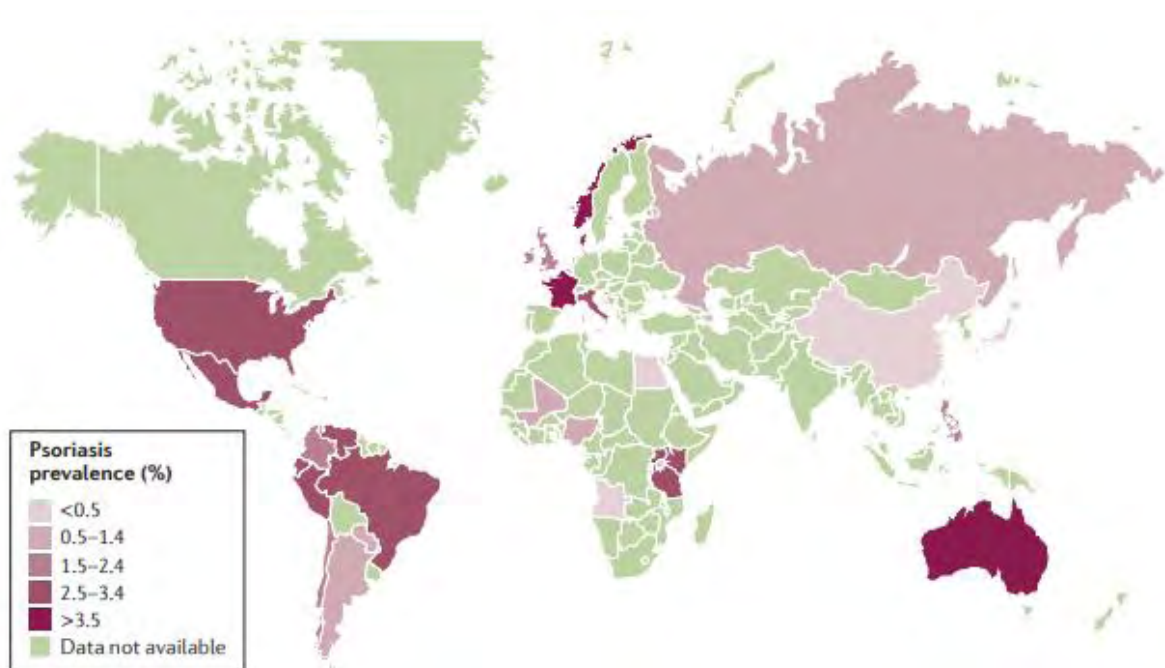 Psoriasis
prevalence (%)
<0.5
0.5–1.4
1.5–2.4
2.5–3.4
>3.5
Data not available